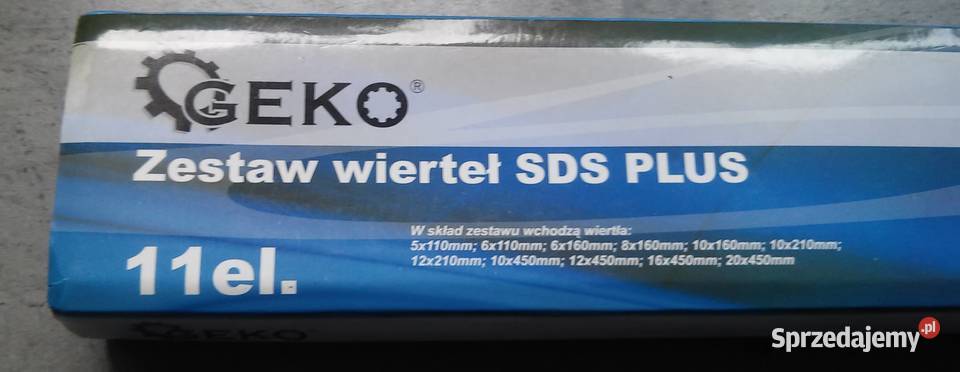 GEKO®
Zestaw wierteł SDS PLUS
W skład zestawu wchodzą wiertła:
5x110mm; 6x110mm; 6x160mm; 8x160mm; 10x160mm; 10x210mm;
12x210mm; 10x450mm; 12x450mm; 16x450mm; 20x450mm
11el.
GEKO
Sprzedajemy.pl